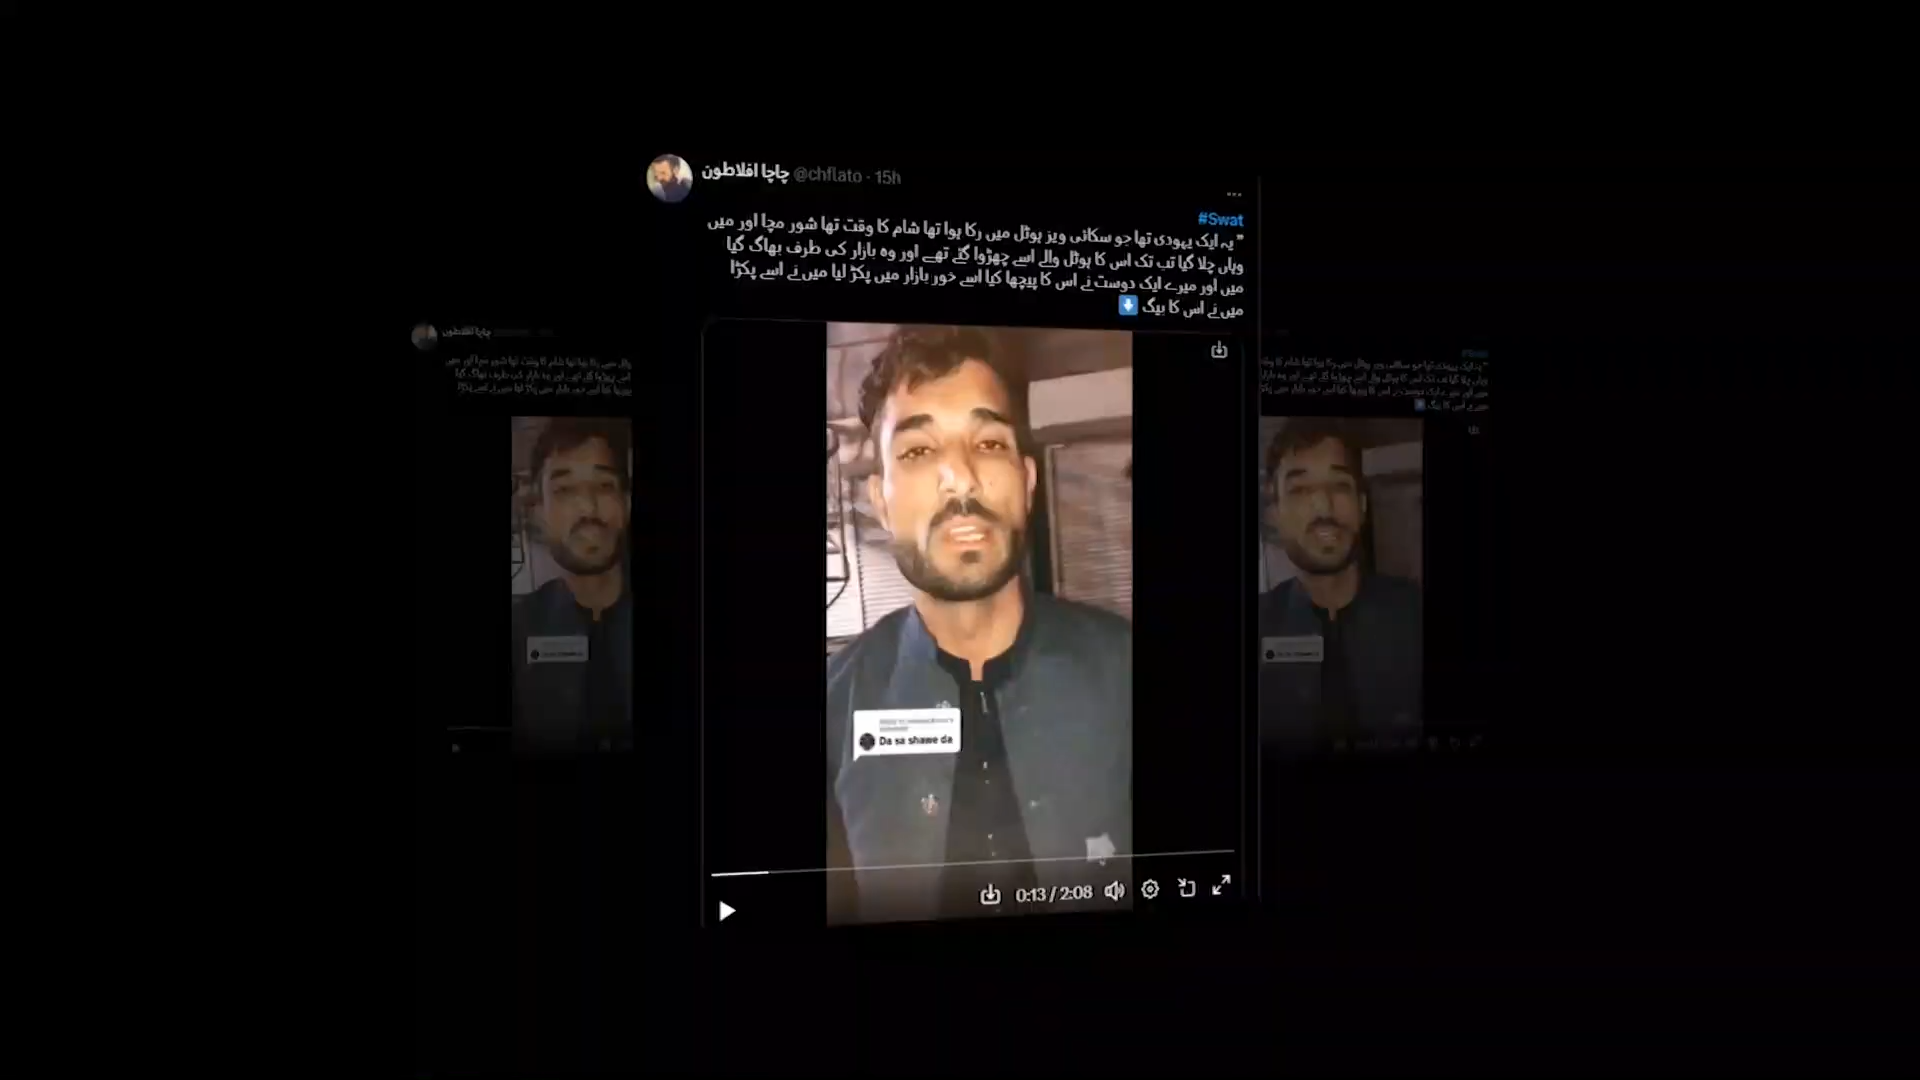 چاچا افلاطون @chflato · 15h
#Swat
" یہ ایک یہودی تھا جو سکائی ویز ہوٹل میں رکا ہوا تھا شام کا وقت تھا شور مچا اور میں
وہاں چلا گیا تب تک اس کا ہوٹل والے اسے چھڑوا گئے تھے اور وہ بازار کی طرف بھاگ گیا
میں اور میرے ایک دوست نے اس کا پیچھا کیا اسے خور بازار میں پکڑ لیا میں نے اسے پکڑا
میں نے اس کا بیگ ⬇
Da sa shawe da
0:13 / 2:08